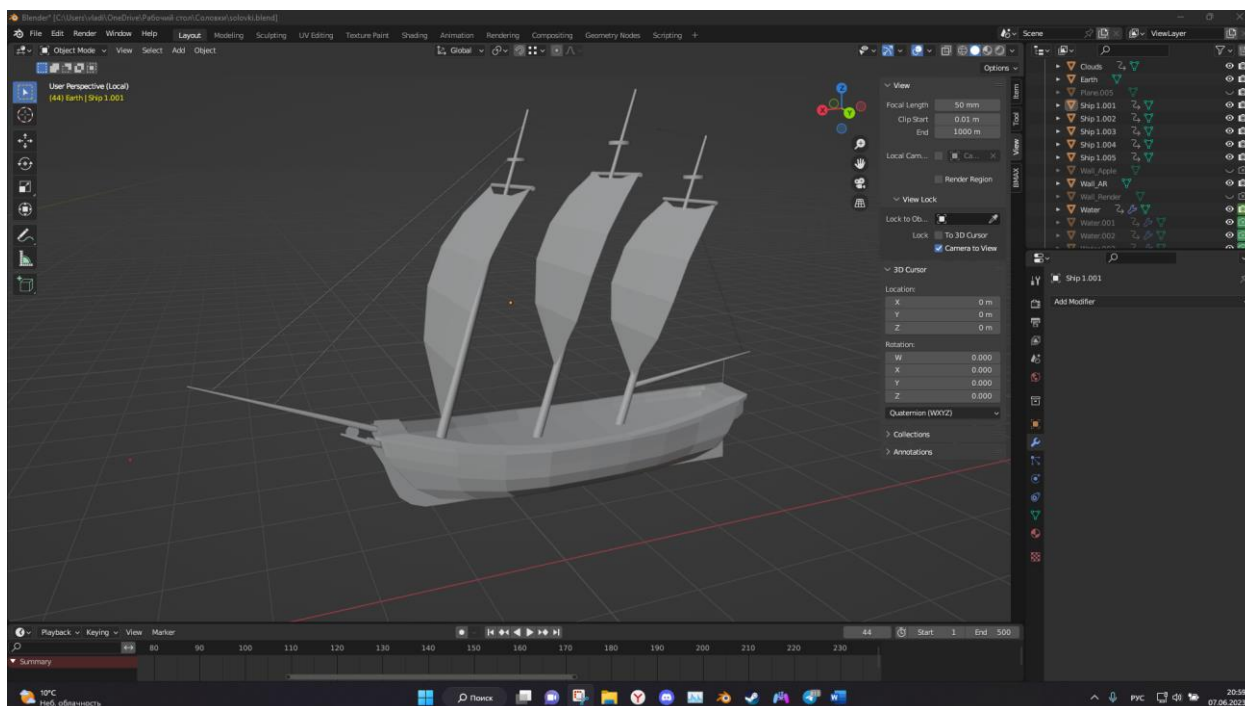 Blender* [C:\Users\vladi\OneDrive\Рабочий стол\Соловки\solovki.blend]
File Edit Render Window Help Layout Modeling Sculpting UV Editing Texture Paint Shading Animation Rendering Compositing Geometry Nodes Scripting + Scene ViewLayer
Object Mode View Select Add Object Global
Options
User Perspective (Local)
(44) Earth | Ship 1.001
X
Y
Z
View
Focal Length 50 mm
Clip Start 0.01 m
End 1000 m
Local Cam... Ca...
Render Region
View Lock
Lock to Ob...
Lock To 3D Cursor
Camera to View
3D Cursor
Location:
X 0 m
Y 0 m
Z 0 m
Rotation:
W 0.000
X 0.000
Y 0.000
Z 0.000
Quaternion (WXYZ)
Collections
Annotations
Item
Tool
View
BMAX
Clouds
Earth
Plane.005
Ship 1.001
Ship 1.002
Ship 1.003
Ship 1.004
Ship 1.005
Wall_Apple
Wall_AR
Wall_Render
Water
Water.001
Water.002
Ship 1.001
Add Modifier
Playback Keying View Marker 44 Start 1 End 500
80 90 100 110 120 130 140 150 160 170 180 190 200 210 220 230
Summary
10°C
Неб. облачность
Поиск
РУС
20:59
07.06.2023